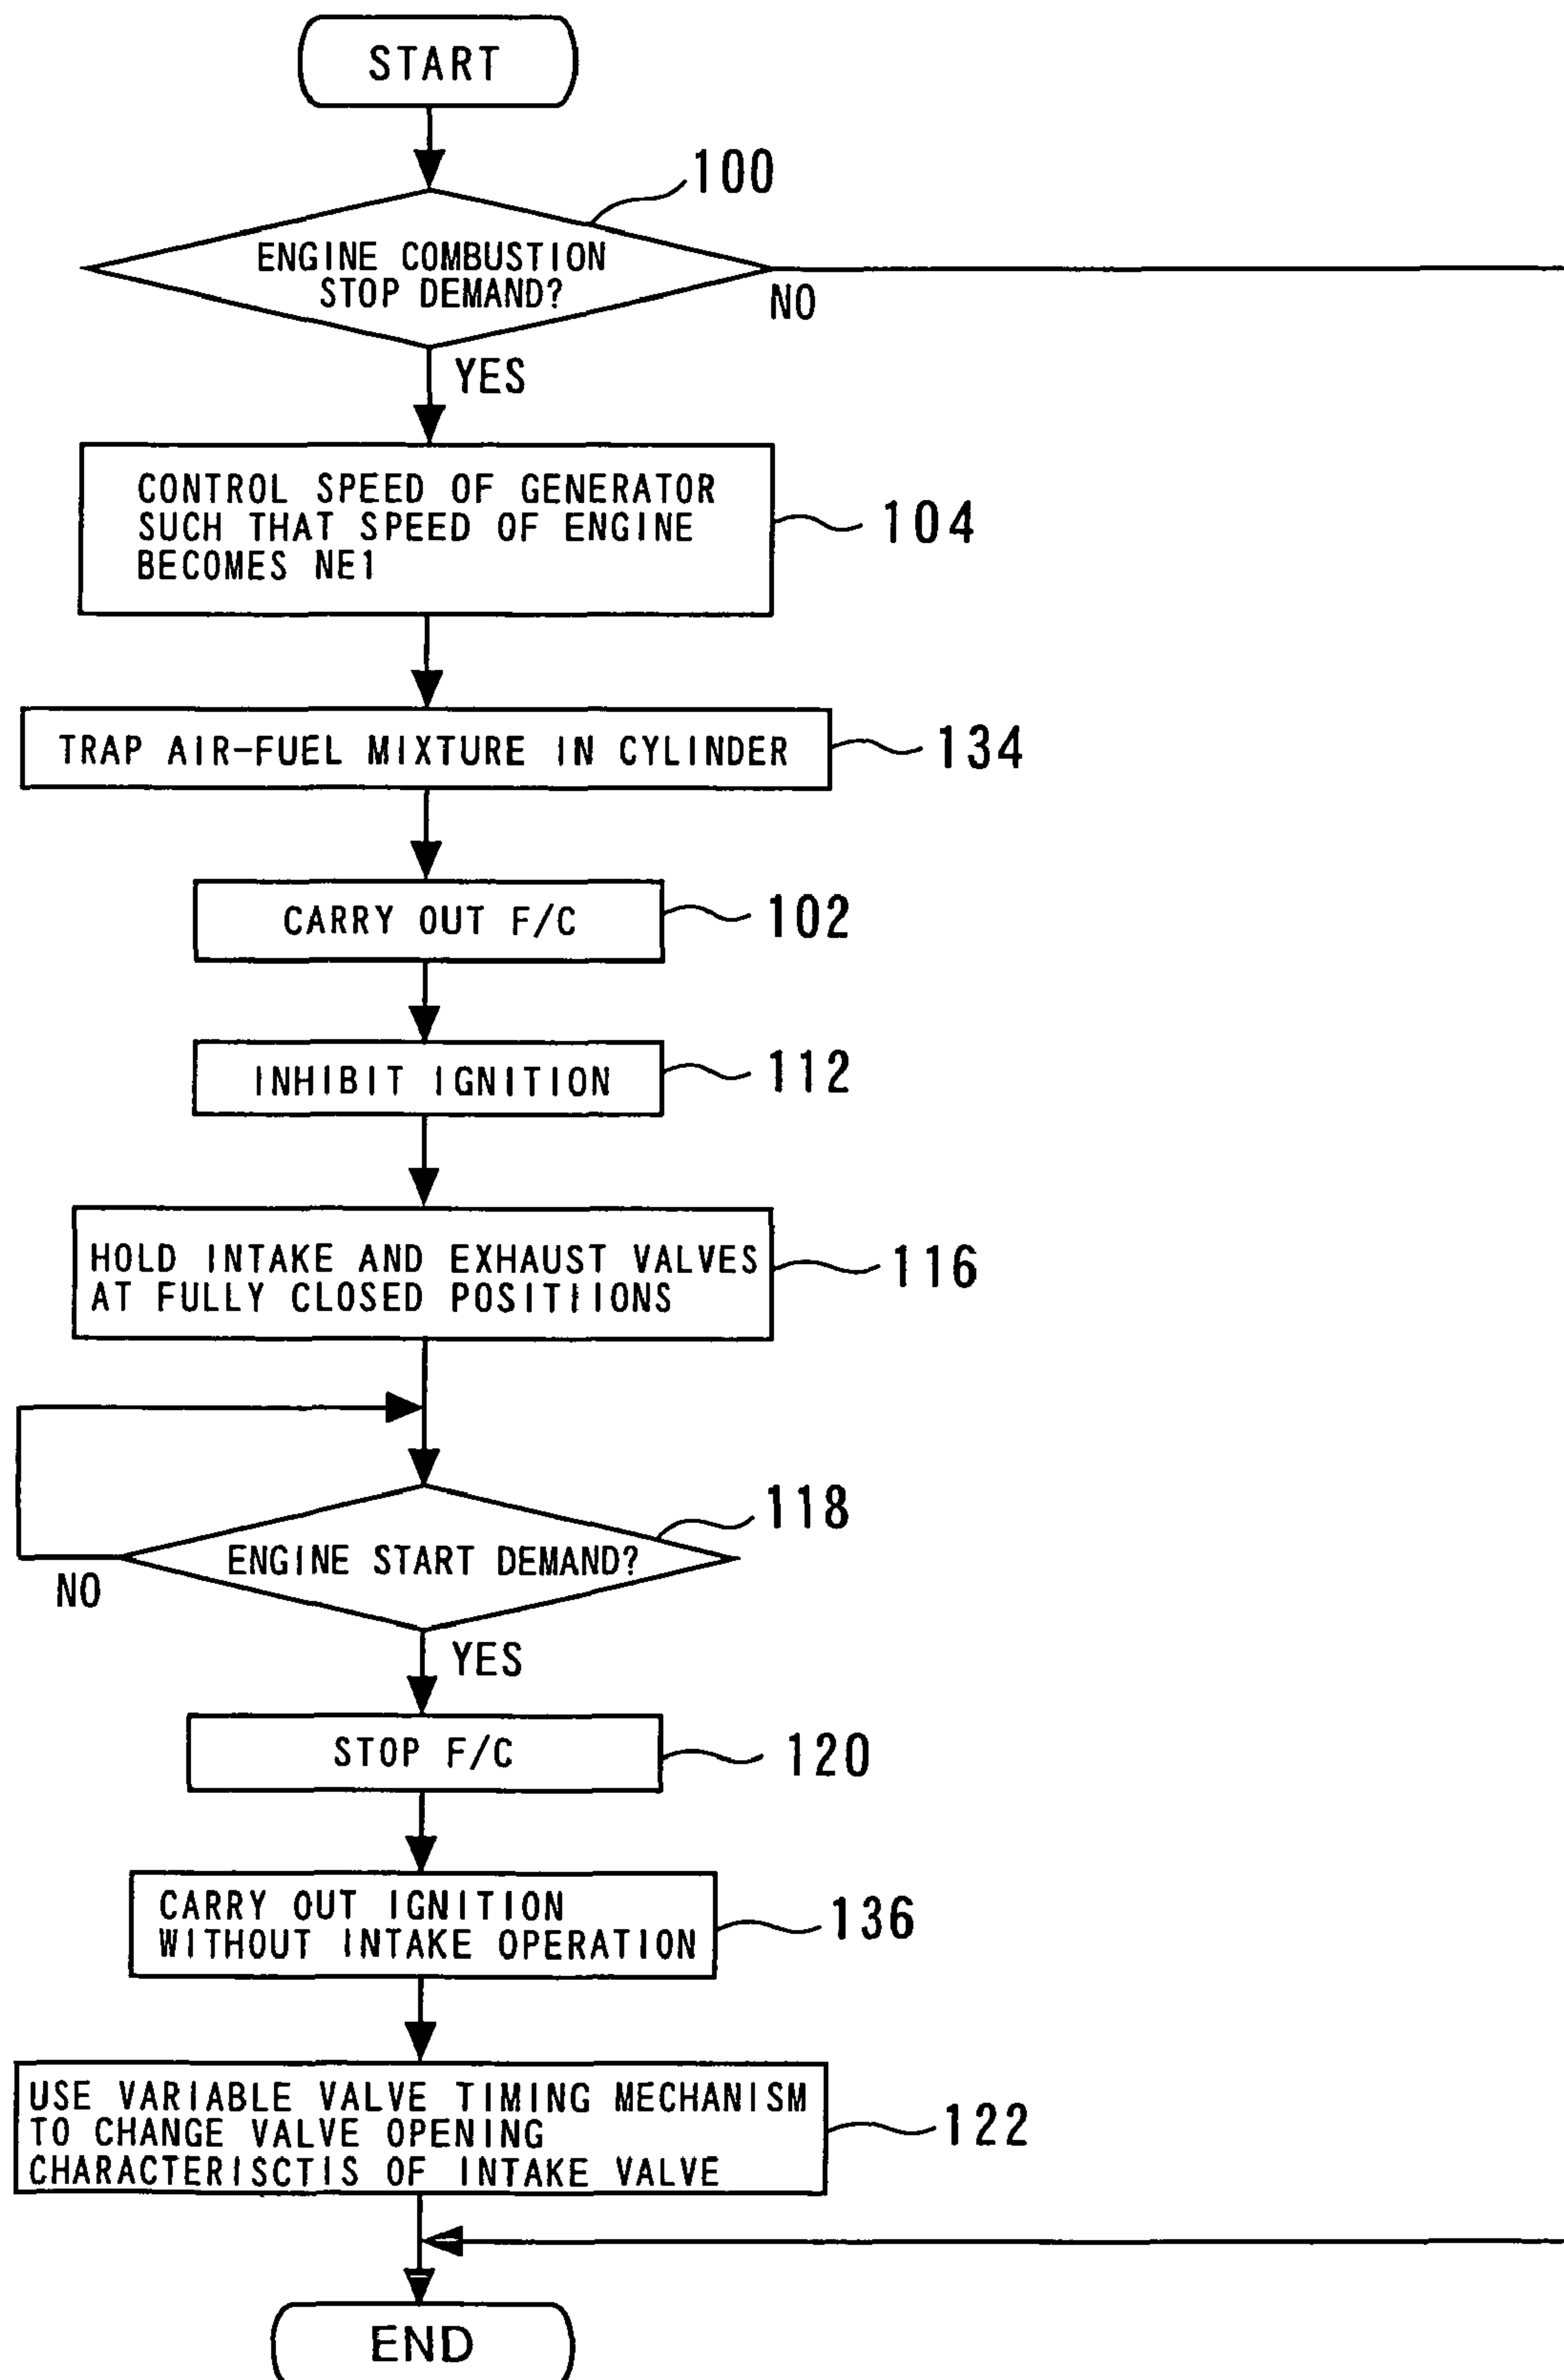 START
100
ENGINE COMBUSTION
STOP DEMAND?
NO
YES
CONTROL SPEED OF GENERATOR
SUCH THAT SPEED OF ENGINE
BECOMES NE1
104
TRAP AIR-FUEL MIXTURE IN CYLINDER
134
CARRY OUT F/C
102
INHIBIT IGNITION
112
HOLD INTAKE AND EXHAUST VALVES
AT FULLY CLOSED POSITIIONS
116
118
ENGINE START DEMAND?
NO
YES
STOP F/C
120
CARRY OUT IGNITION
WITHOUT INTAKE OPERATION
136
USE VARIABLE VALVE TIMING MECHANISM
TO CHANGE VALVE OPENING
CHARACTERISCTIS OF INTAKE VALVE
122
END